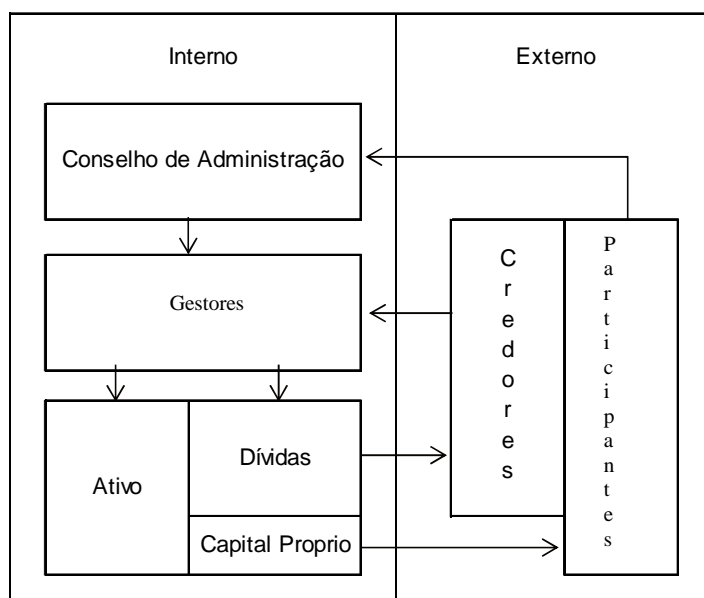 Interno
Externo
Conselho de Administração
Gestores
Ativo
Dívidas
Capital Proprio
Credores
Participantes